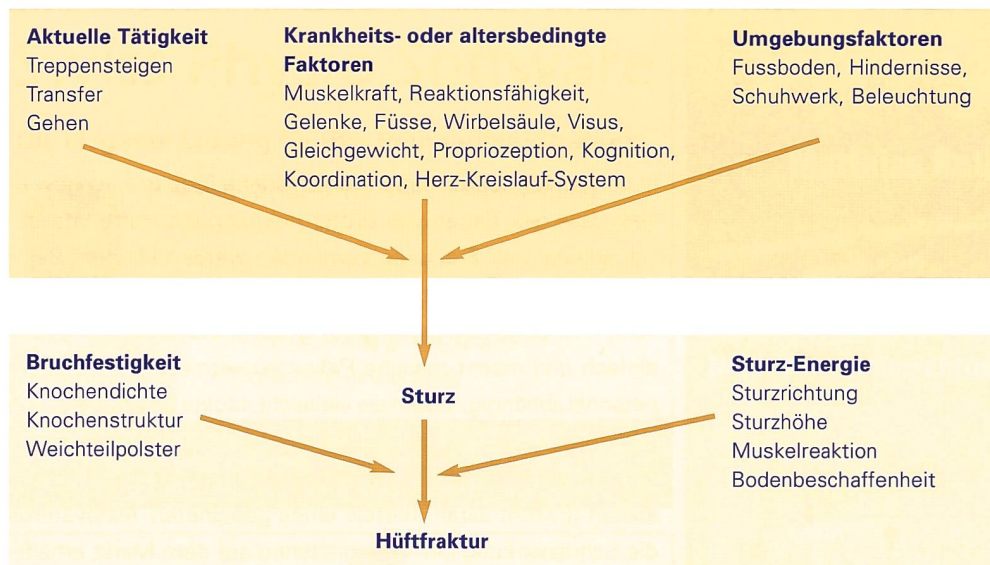 Aktuelle Tätigkeit
Treppensteigen
Transfer
Gehen
Krankheits- oder altersbedingte
Faktoren
Muskelkraft, Reaktionsfähigkeit,
Gelenke, Füsse, Wirbelsäule, Visus,
Gleichgewicht, Propriozeption, Kognition,
Koordination, Herz-Kreislauf-System
Umgebungsfaktoren
Fussboden, Hindernisse,
Schuhwerk, Beleuchtung
Bruchfestigkeit
Knochendichte
Knochenstruktur
Weichteilpolster
Sturz
Sturz-Energie
Sturzrichtung
Sturzhöhe
Muskelreaktion
Bodenbeschaffenheit
Hüftfraktur